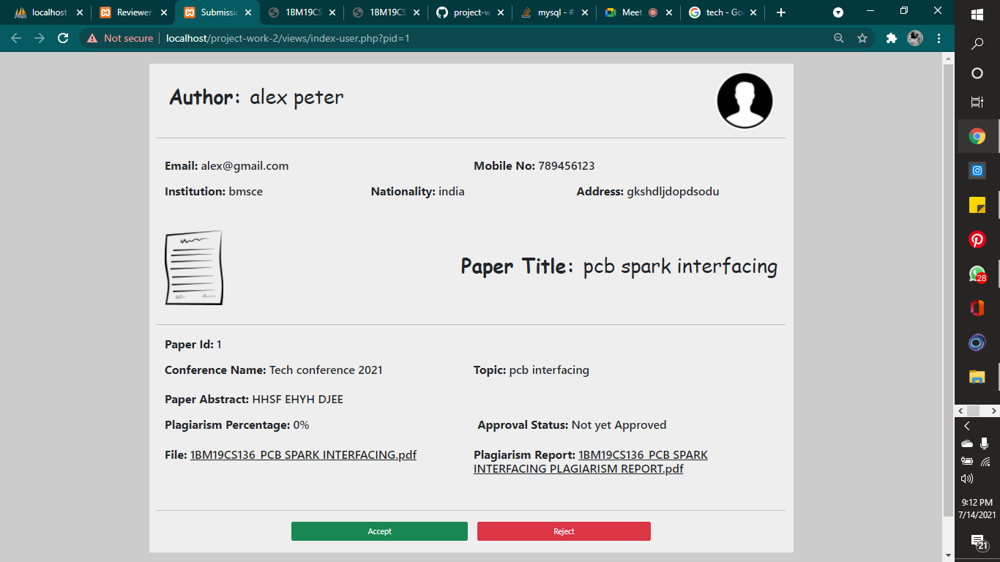 localhost
Reviewer
Submissi
1BM19CS
1BM19CS
project-w
mysql - #
Meet
tech - Go
Not secure
localhost/project-work-2/views/index-user.php?pid=1
Author: alex peter
Email: alex@gmail.com
Mobile No: 789456123
Institution: bmsce
Nationality: india
Address: gkshdljdopdsodu
Paper Title: pcb spark interfacing
Paper Id: 1
Conference Name: Tech conference 2021
Topic: pcb interfacing
Paper Abstract: HHSF EHYH DJEE
Plagiarism Percentage: 0%
Approval Status: Not yet Approved
File: 1BM19CS136_PCB SPARK INTERFACING.pdf
Plagiarism Report: 1BM19CS136_PCB SPARK
INTERFACING PLAGIARISM REPORT.pdf
Accept
Reject
28
9:12 PM
7/14/2021
21